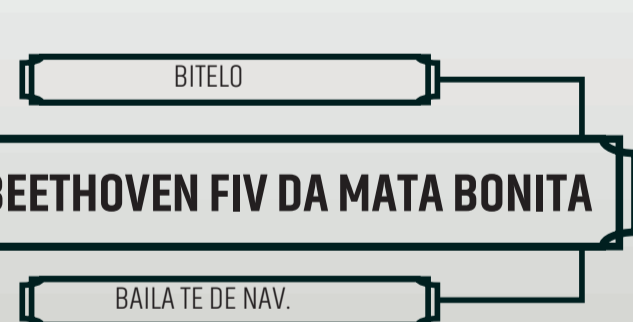 BITELO
BEETHOVEN FIV DA MATA BONITA
BAILA TE DE NAV.